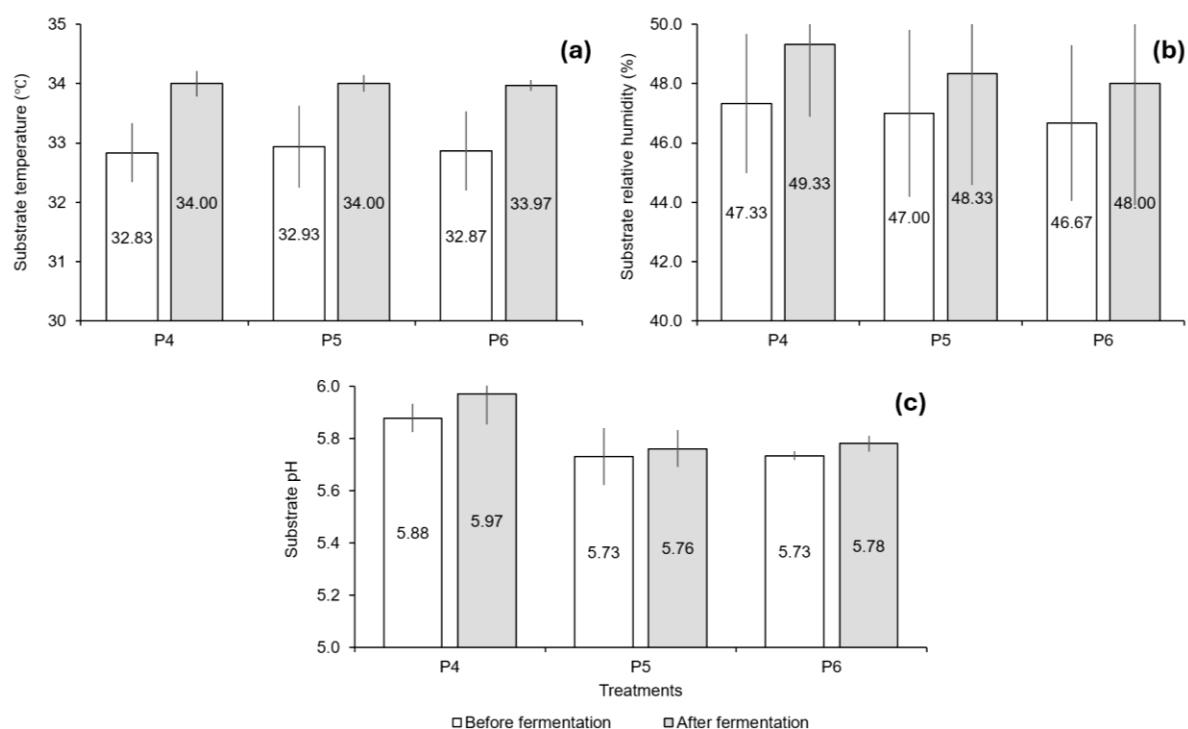 (a)
Substrate temperature (°C)
35
34
33
32
31
30
32.83
34.00
32.93
34.00
32.87
33.97
P4
P5
P6
(b)
Substrate relative humidity (%)
50.0
48.0
46.0
44.0
42.0
40.0
47.33
49.33
47.00
48.33
46.67
48.00
P4
P5
P6
(c)
Substrate pH
6.0
5.8
5.6
5.4
5.2
5.0
5.88
5.97
5.73
5.76
5.73
5.78
P4
P5
P6
Treatments
Before fermentation
After fermentation